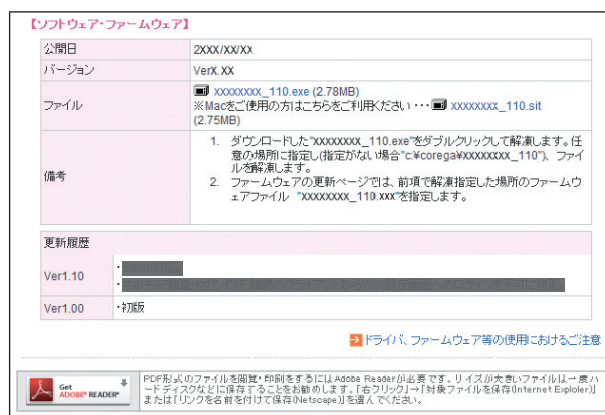 【ソフトウェア・ファームウェア】
公開日 2XXX/XX/XX
バージョン VerX.XX
ファイル
xxxxxxxx_110.exe (2.78MB)
※Macをご使用の方はこちらをご利用ください・・・ xxxxxxxx_110.sit
(2.75MB)
備考
1. ダウンロードした"XXXXXXXX_110.exe"をダブルクリックして解凍します。任
意の場所に指定し(指定がない場合"c:¥corega¥XXXXXXXX_110")、ファイ
ルを解凍します。
2. ファームウェアの更新ページでは、前項で解凍指定した場所のファームウ
ェアファイル "XXXXXXXX_110.xxx"を指定します。
更新履歴
Ver1.10
Ver1.00 ・初版
ドライバ、ファームウェア等の使用におけるご注意
Get
ADOBE® READER®
PDF形式のファイルを閲覧・印刷をするにはAdobe Readerが必要です。サイズが大きいファイルは一度ハ
ードディスクなどに保存することをお勧めします。「右クリック」→「対象ファイルを保存(Internet Exploler)」
または「リンクを名前を付けて保存(Netscape)」を選んでください。